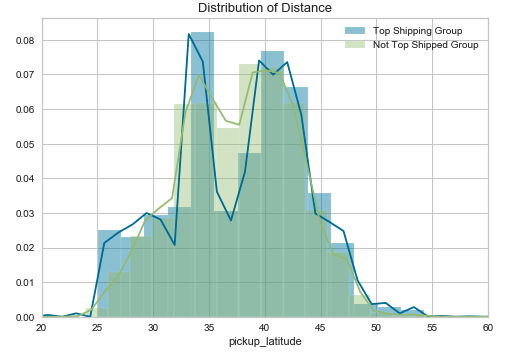 Distribution of Distance
Top Shipping Group
Not Top Shipped Group
0.08
0.07
0.06
0.05
0.04
0.03
0.02
0.01
0.00
20 25 30 35 40 45 50 55 60
pickup_latitude